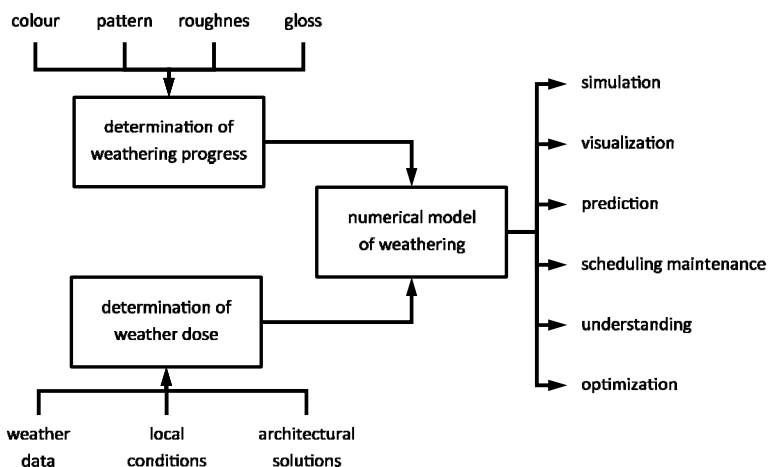 colour pattern roughnes gloss
determination of
weathering progress
numerical model
of weathering
determination of
weather dose
weather
data
local
conditions
architectural
solutions
simulation
visualization
prediction
scheduling maintenance
understanding
optimization